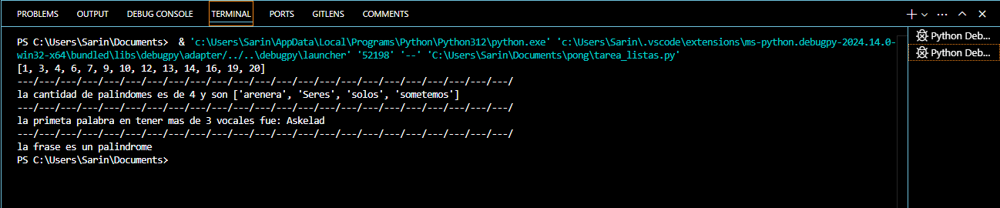 PROBLEMS OUTPUT DEBUG CONSOLE TERMINAL PORTS GITLENS COMMENTS
PS C:\Users\Sarin\Documents>  & 'c:\Users\Sarin\AppData\Local\Programs\Python\Python312\python.exe' 'c:\Users\Sarin\.vscode\extensions\ms-python.debugpy-2024.14.0-
win32-x64\bundled\libs\debugpy\adapter/../..\debugpy\launcher' '52198' '--' 'C:\Users\Sarin\Documents\pong\tarea_listas.py'
[1, 3, 4, 6, 7, 9, 10, 12, 13, 14, 16, 19, 20]
---/---/---/---/---/---/---/---/---/---/---/---/---/---/---/---/---/---/---/---/---/---/---/
la cantidad de palindomes es de 4 y son ['arenera', 'Seres', 'solos', 'sometemos']
---/---/---/---/---/---/---/---/---/---/---/---/---/---/---/---/---/---/---/---/---/---/---/
la primeta palabra en tener mas de 3 vocales fue: Askelad
---/---/---/---/---/---/---/---/---/---/---/---/---/---/---/---/---/---/---/---/---/---/---/
la frase es un palindrome
PS C:\Users\Sarin\Documents>
Python Deb...
Python Deb...